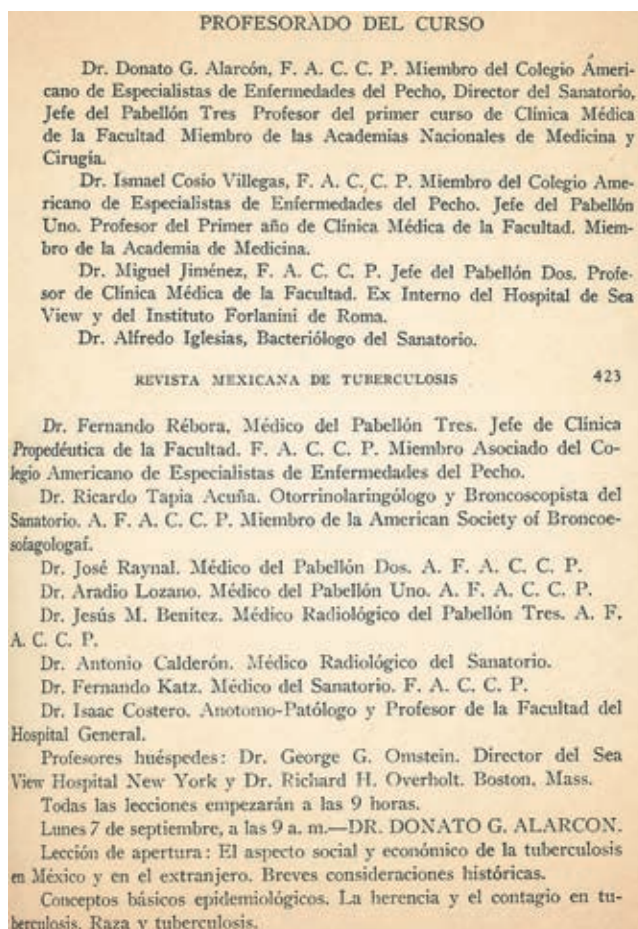 PROFESORADO DEL CURSO
Dr. Donato G. Alarcón, F. A. C. C. P. Miembro del Colegio Ámeri-
cano de Especialistas de Enfermedades del Pecho, Director del Sanatorio,
Jefe del Pabellón Tres Profesor del primer curso de Clínica Médica
de la Facultad Miembro de las Academias Nacionales de Medicina y
Cirugía.
Dr. Ismael Cosío Villegas, F. A. C. C. P. Miembro del Colegio Ame-
ricano de Especialistas de Enfermedades del Pecho. Jefe del Pabellón
Uno. Profesor del Primer año de Clínica Médica de la Facultad. Miem-
bro de la Academia de Medicina.
Dr. Miguel Jiménez, F. A. C. C. P. Jefe del Pabellón Dos. Profe-
sor de Clínica Médica de la Facultad. Ex Interno del Hospital de Sea
View y del Instituto Forlanini de Roma.
Dr. Alfredo Iglesias, Bacteriólogo del Sanatorio.
REVISTA MEXICANA DE TUBERCULOSIS 423
Dr. Fernando Rébora, Médico del Pabellón Tres. Jefe de Clínica
Propedéutica de la Facultad. F. A. C. C. P. Miembro Asociado del Co-
legio Americano de Especialistas de Enfermedades del Pecho.
Dr. Ricardo Tapia Acuña. Otorrinolaringólogo y Broncoscopista del
Sanatorio. A. F. A. C. C. P. Miembro de la American Society of Broncoe-
sofagologaf.
Dr. José Raynal. Médico del Pabellón Dos. A. F. A. C. C. P.
Dr. Aradio Lozano. Médico del Pabellón Uno. A. F. A. C. C. P.
Dr. Jesús M. Benítez. Médico Radiológico del Pabellón Tres. A. F.
A. C. C. P.
Dr. Antonio Calderón. Médico Radiológico del Sanatorio.
Dr. Fernando Katz. Médico del Sanatorio. F. A. C. C. P.
Dr. Isaac Costero. Anotomo-Patólogo y Profesor de la Facultad del
Hospital General.
Profesores huéspedes: Dr. George G. Omstein. Director del Sea
View Hospital New York y Dr. Richard H. Overholt. Boston, Mass.
Todas las lecciones empezarán a las 9 horas.
Lunes 7 de septiembre, a las 9 a. m.—DR. DONATO G. ALARCON.
Lección de apertura: El aspecto social y económico de la tuberculosis
en México y en el extranjero. Breves consideraciones históricas.
Conceptos básicos epidemiológicos. La herencia y el contagio en tu-
berculosis. Raza y tuberculosis.